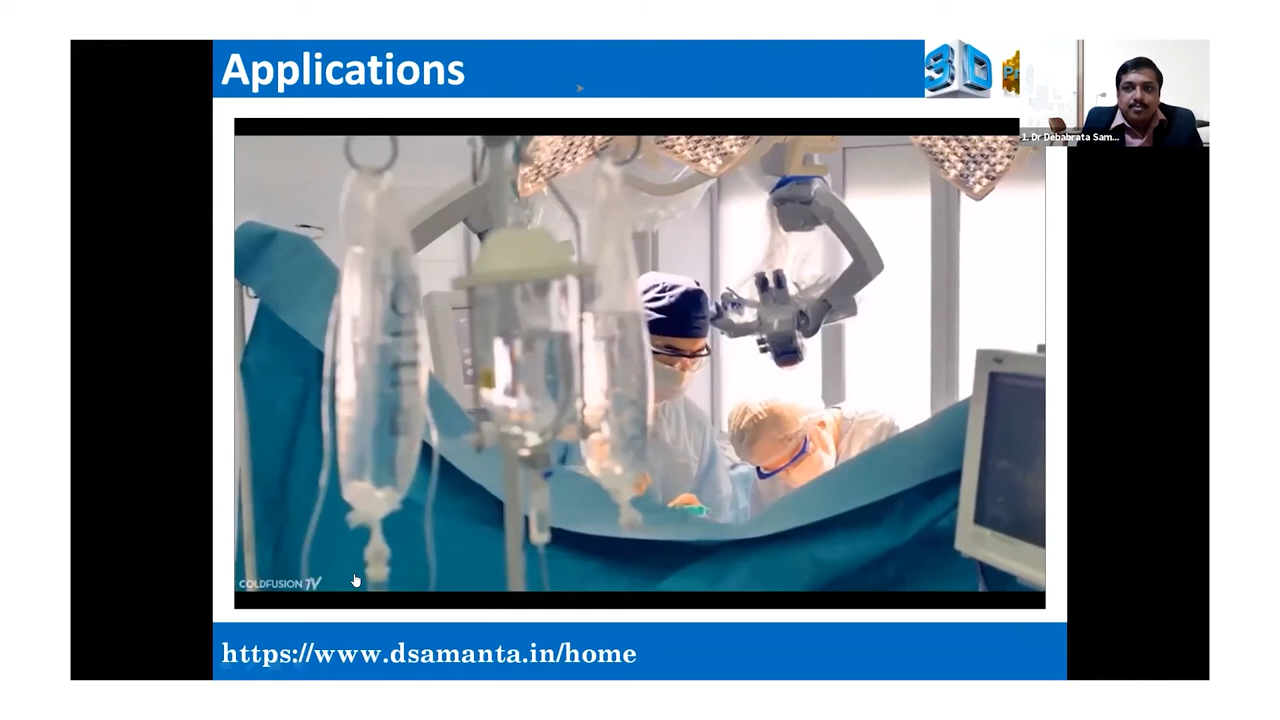 Applications
3D
1. Dr Debabrata Sam...
COLDFUSION TV
https://www.dsamanta.in/home